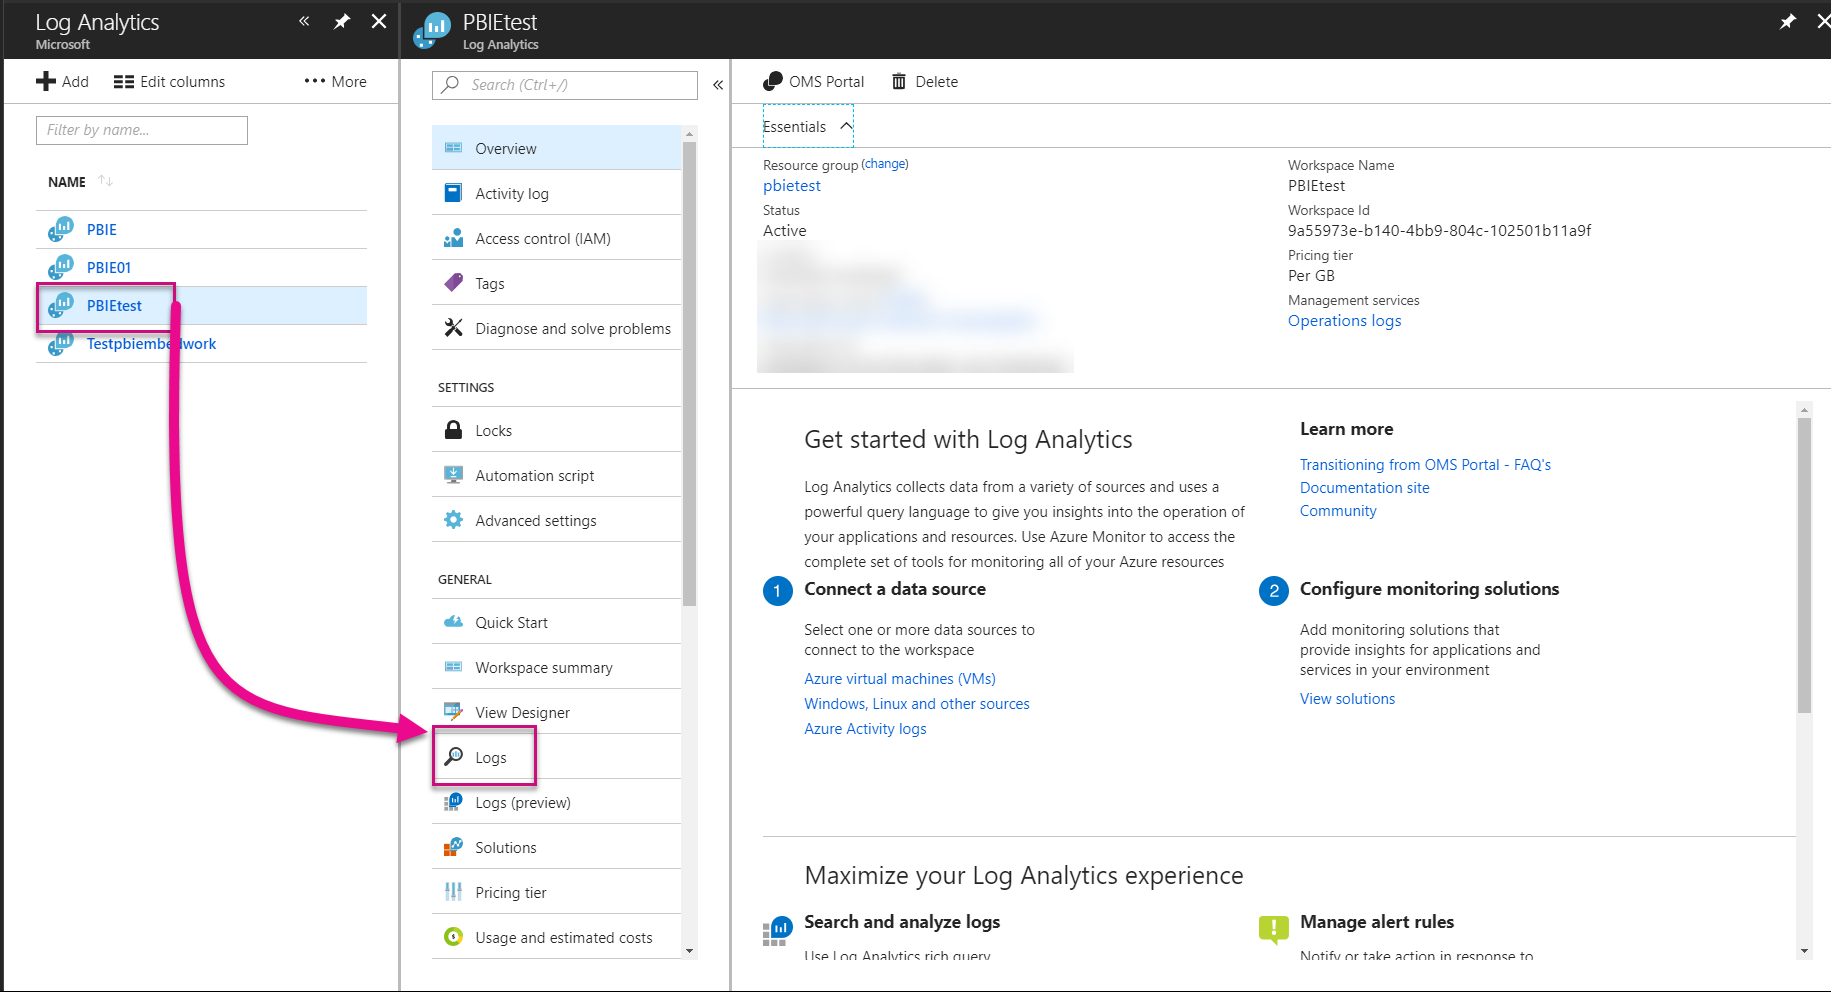 Log Analytics
Microsoft
Add
Edit columns
More
Filter by name...
NAME
PBIE
PBIE01
PBIEtest
Testpbiembedwork
PBIEtest
Log Analytics
Search (Ctrl+/)
Overview
Activity log
Access control (IAM)
Tags
Diagnose and solve problems
SETTINGS
Locks
Automation script
Advanced settings
GENERAL
Quick Start
Workspace summary
View Designer
Logs
Logs (preview)
Solutions
Pricing tier
Usage and estimated costs
OMS Portal
Delete
Essentials
Resource group (change)
pbietest
Status
Active
Workspace Name
PBIEtest
Workspace Id
9a55973e-b140-4bb9-804c-102501b11a9f
Pricing tier
Per GB
Management services
Operations logs
Get started with Log Analytics
Log Analytics collects data from a variety of sources and uses a
powerful query language to give you insights into the operation of
your applications and resources. Use Azure Monitor to access the
complete set of tools for monitoring all of your Azure resources
Learn more
Transitioning from OMS Portal - FAQ's
Documentation site
Community
1 Connect a data source
Select one or more data sources to
connect to the workspace
Azure virtual machines (VMs)
Windows, Linux and other sources
Azure Activity logs
2 Configure monitoring solutions
Add monitoring solutions that
provide insights for applications and
services in your environment
View solutions
Maximize your Log Analytics experience
Search and analyze logs
Use Log Analytics rich query
Manage alert rules
Notify or take action in response to